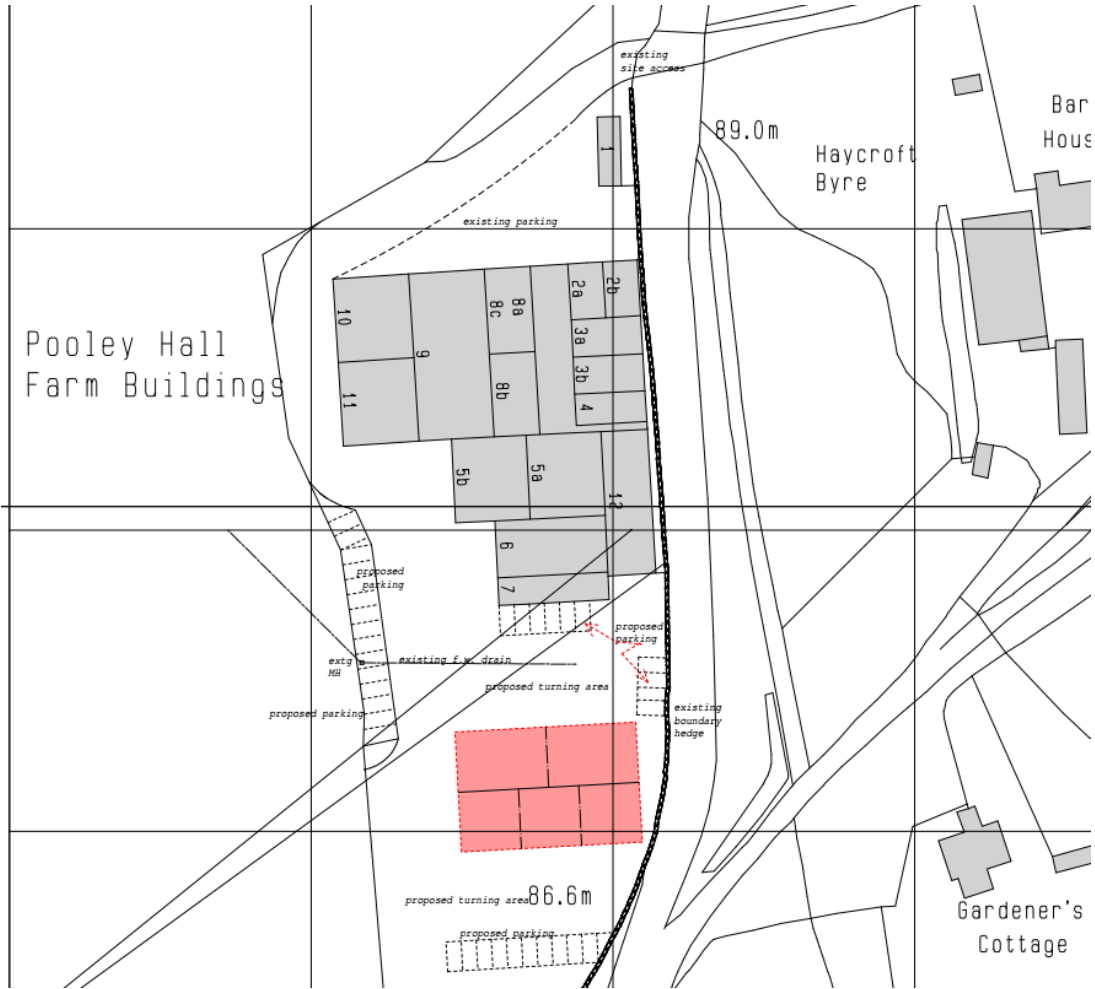 existing
site access
89.0m
Bar
Hous
Haycroft
Byre
1
existing parking
2a
2b
8a
8c
10
3a
9
3b
8b
11
4
Pooley Hall
Farm Buildings
5b
5a
12
6
7
proposed
parking
proposed
parking
extg
MH
existing f.w. drain
proposed turning area
proposed parking
existing
boundary
hedge
proposed turning area
86.6m
proposed parking
Gardener's
Cottage